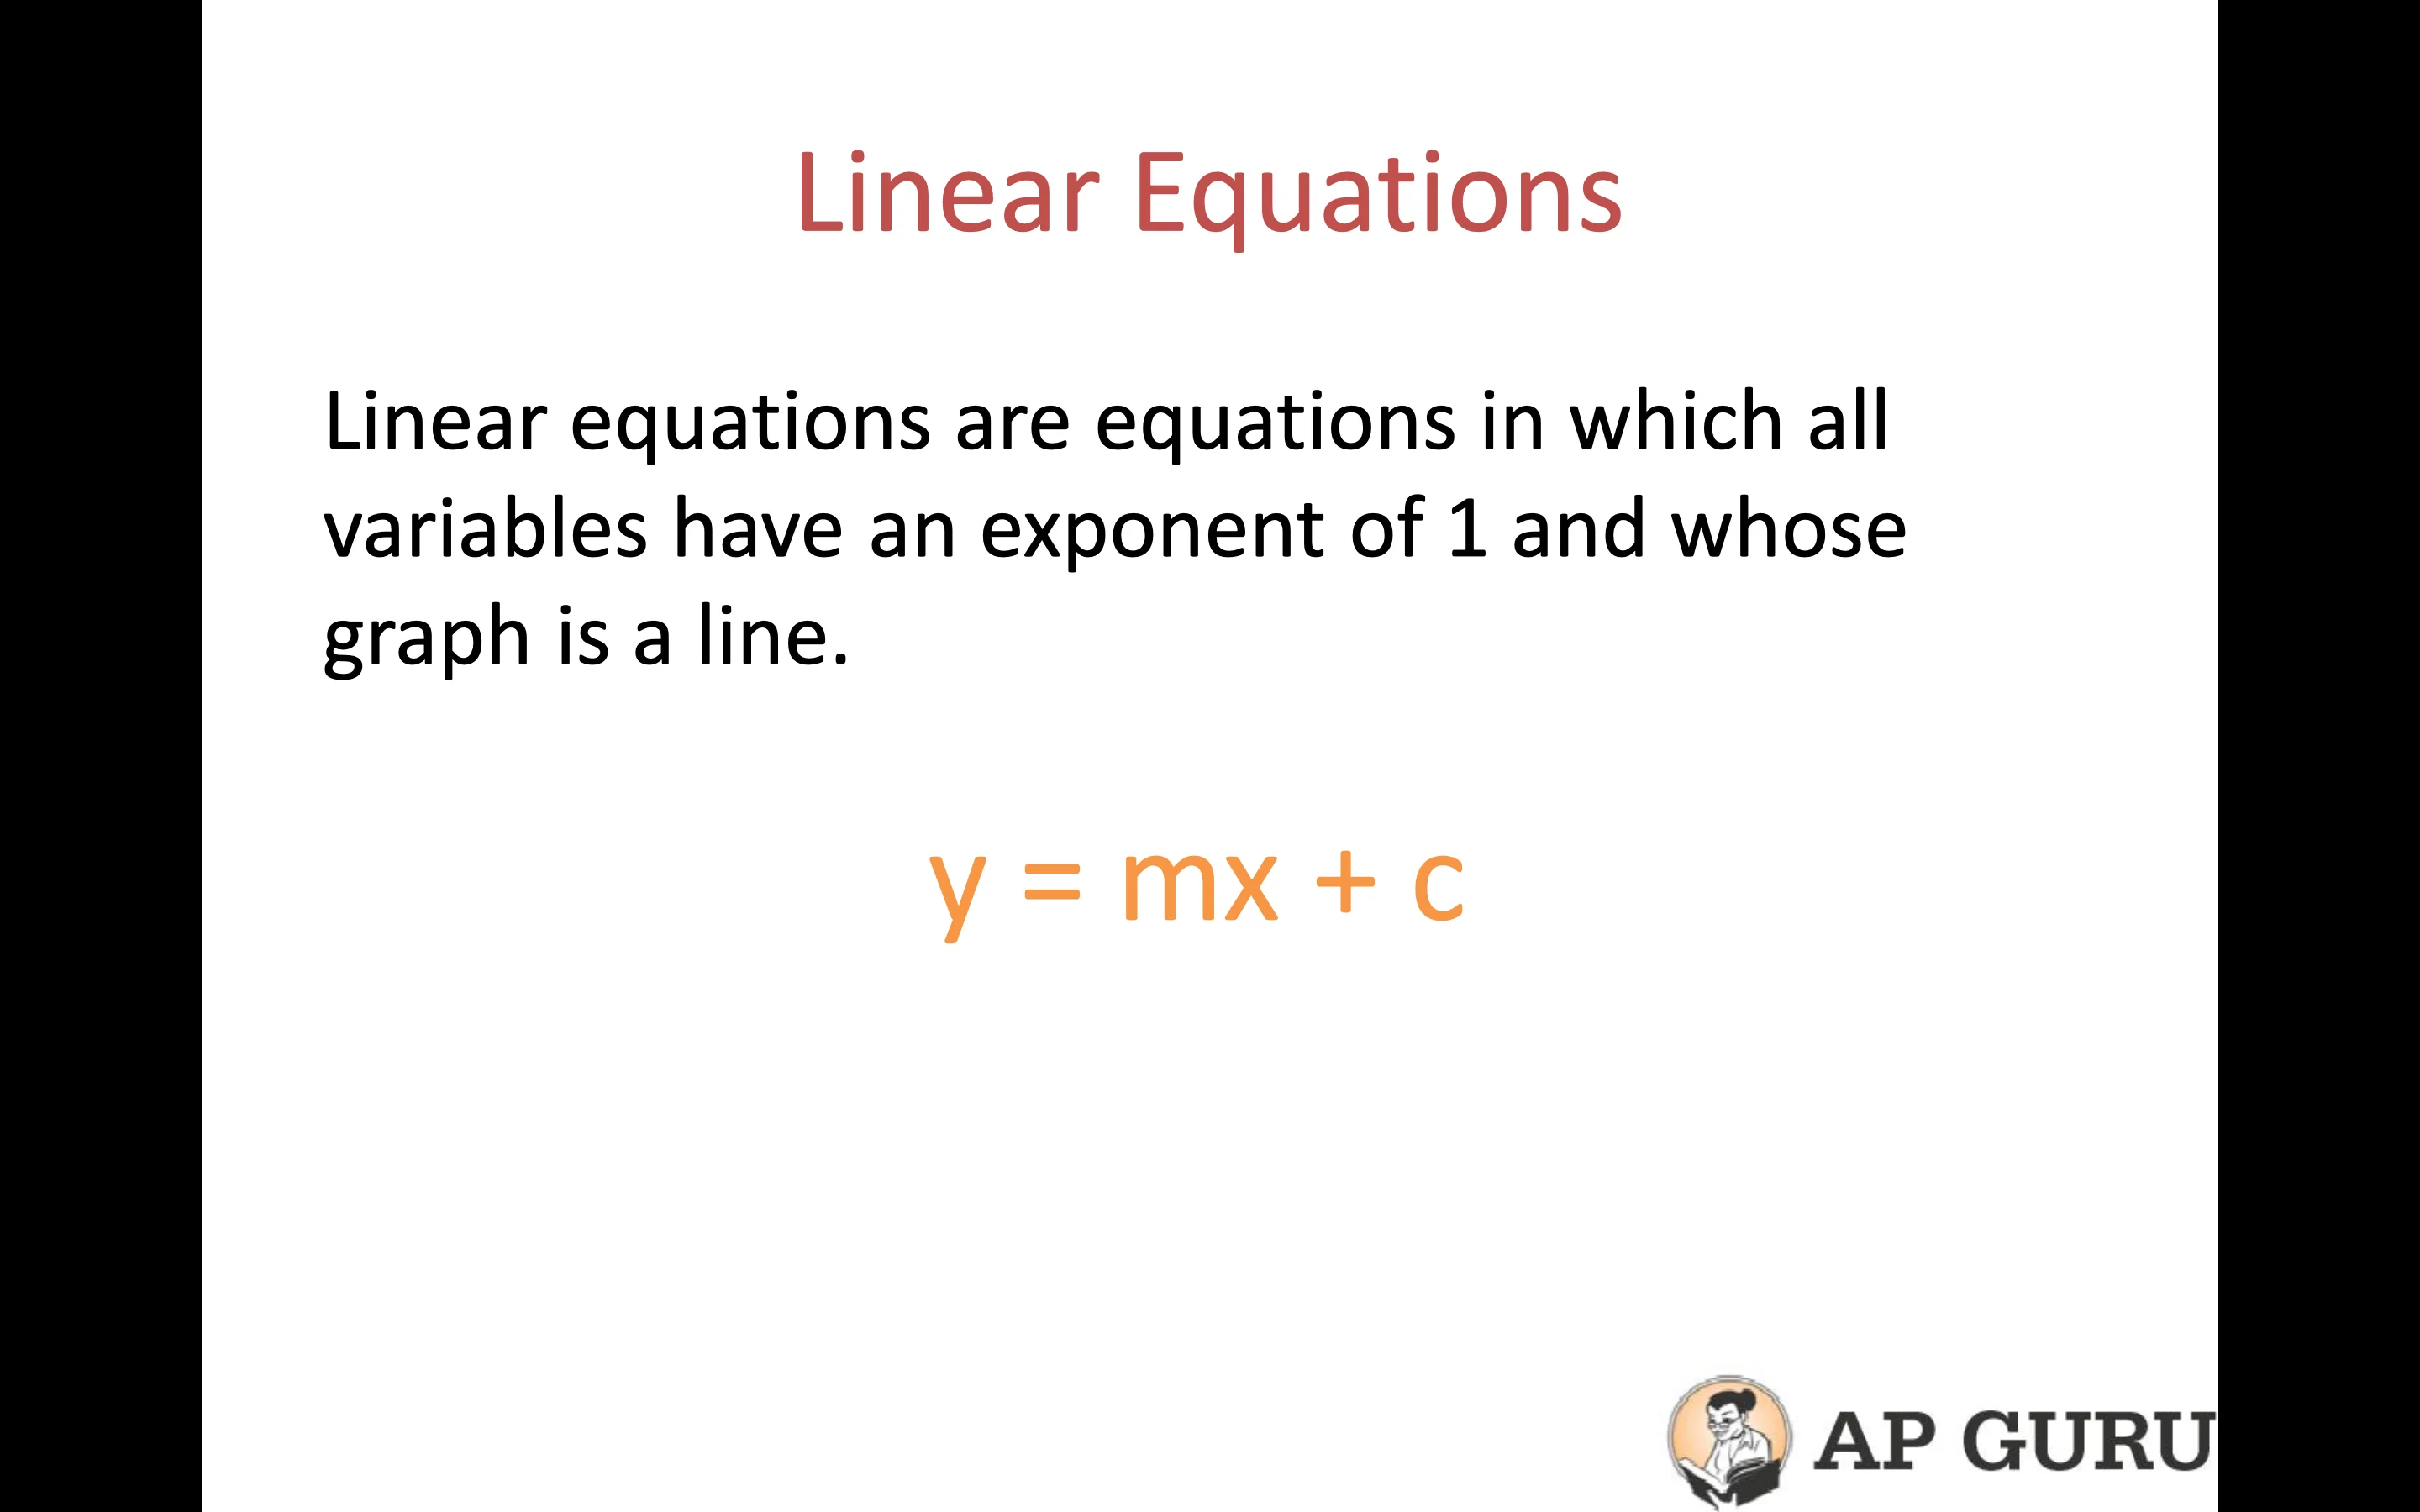 Linear Equations
Linear equations are equations in which all
variables have an exponent of 1 and whose
graph is a line.
y = mx + c
AP GURU